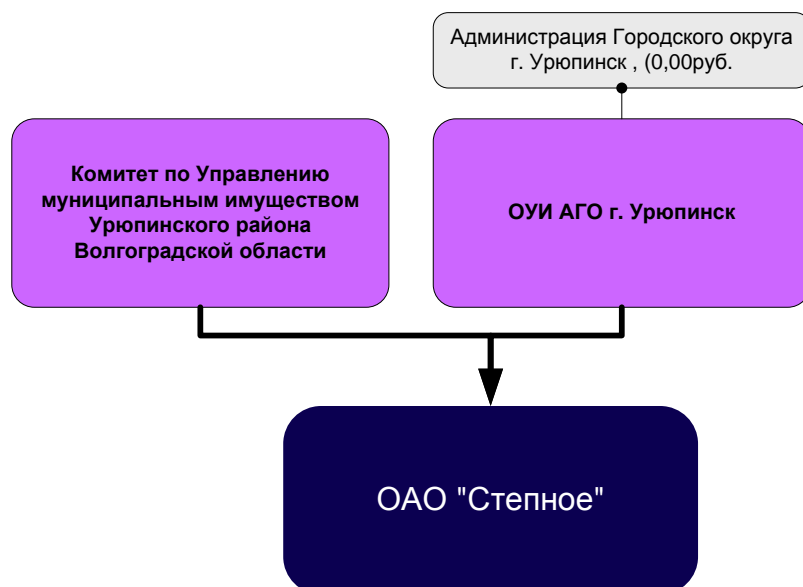 Администрация Городского округа
г. Урюпинск , (0,00руб.
Комитет по Управлению
муниципальным имуществом
Урюпинского района
Волгоградской области
ОУИ АГО г. Урюпинск
ОАО "Степное"